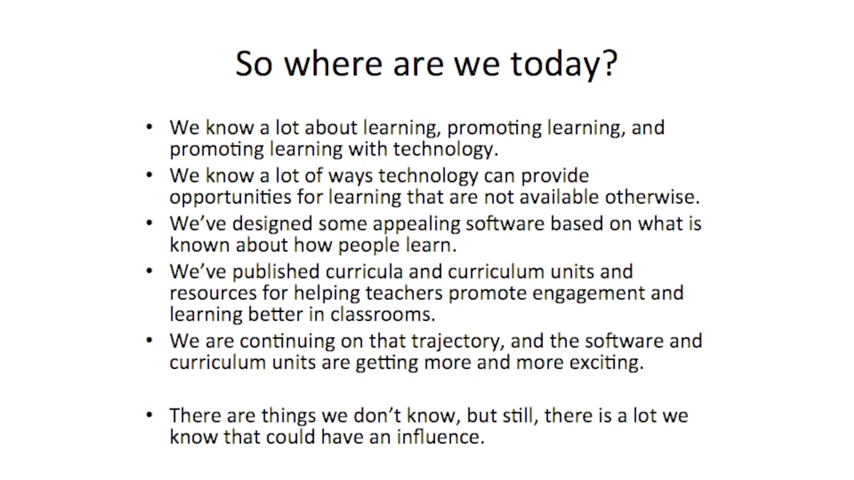 So where are we today?
• We know a lot about learning, promoting learning, and
promoting learning with technology.
• We know a lot of ways technology can provide
opportunities for learning that are not available otherwise.
• We’ve designed some appealing software based on what is
known about how people learn.
• We’ve published curricula and curriculum units and
resources for helping teachers promote engagement and
learning better in classrooms.
• We are continuing on that trajectory, and the software and
curriculum units are getting more and more exciting.
• There are things we don’t know, but still, there is a lot we
know that could have an influence.